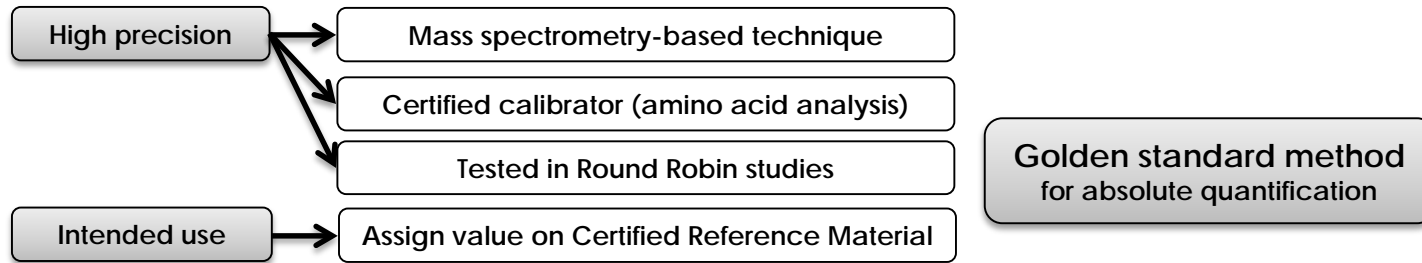 High precision
Mass spectrometry-based technique
Certified calibrator (amino acid analysis)
Tested in Round Robin studies
Golden standard method
for absolute quantification
Intended use
Assign value on Certified Reference Material